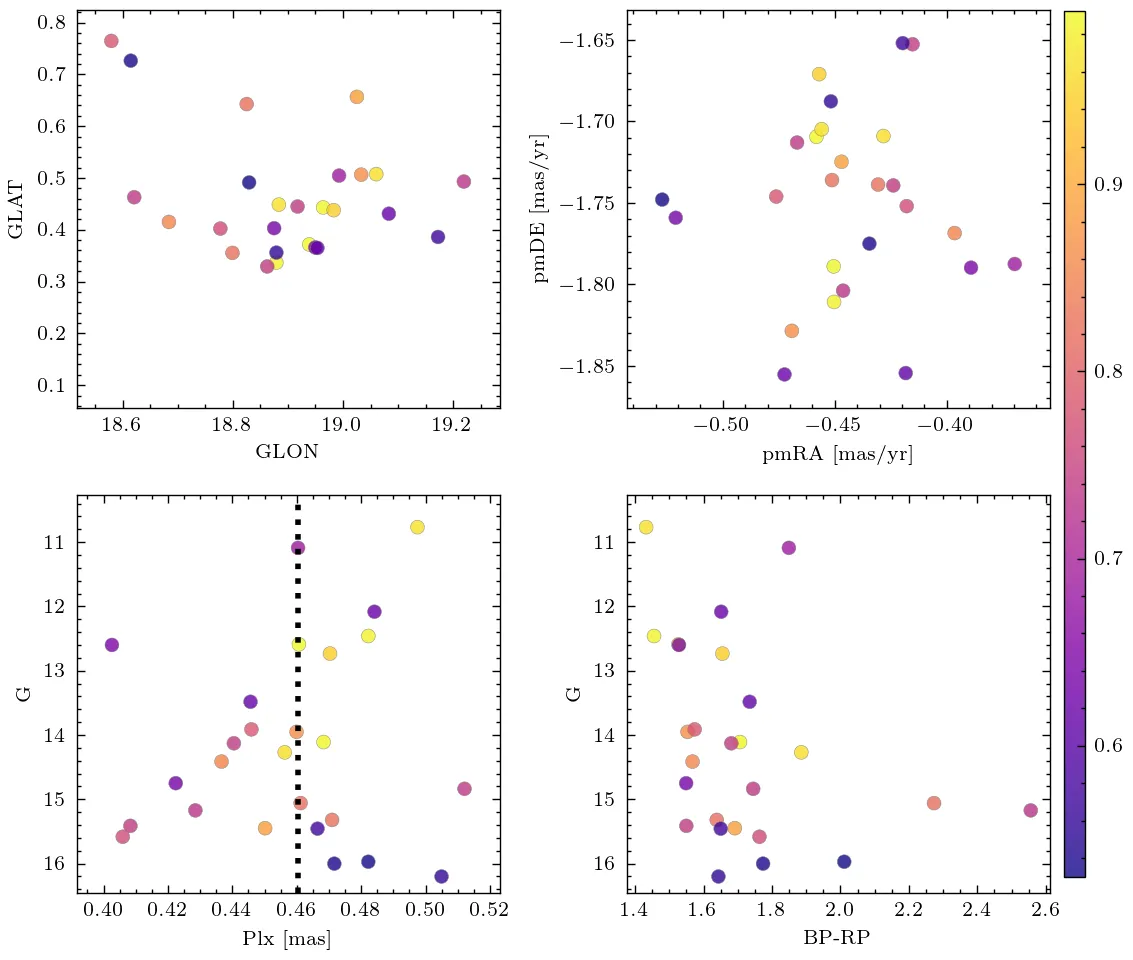 0.8
0.7
0.6
0.5
0.4
0.3
0.2
0.1
GLAT
18.6 18.8 19.0 19.2
GLON
−1.65
−1.70
−1.75
−1.80
−1.85
pmDE [mas/yr]
−0.50 −0.45 −0.40
pmRA [mas/yr]
0.9
0.8
0.7
0.6
11
12
13
14
15
16
G
0.40 0.42 0.44 0.46 0.48 0.50 0.52
Plx [mas]
11
12
13
14
15
16
G
1.4 1.6 1.8 2.0 2.2 2.4 2.6
BP-RP